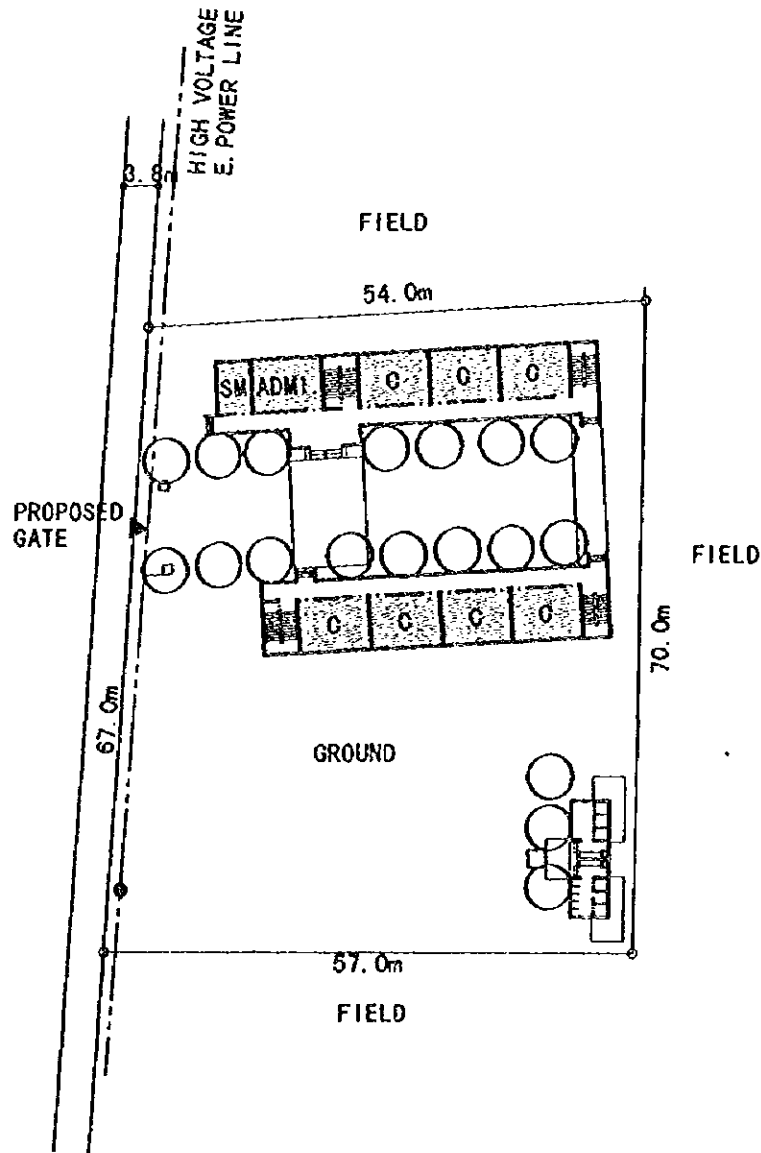 HIGH VOLTAGE
E. POWER LINE
3.8m
FIELD
54.0m
SM ADMI. C C C
PROPOSED
GATE
FIELD
C C C C
70.0m
67.0m
GROUND
57.0m
FIELD